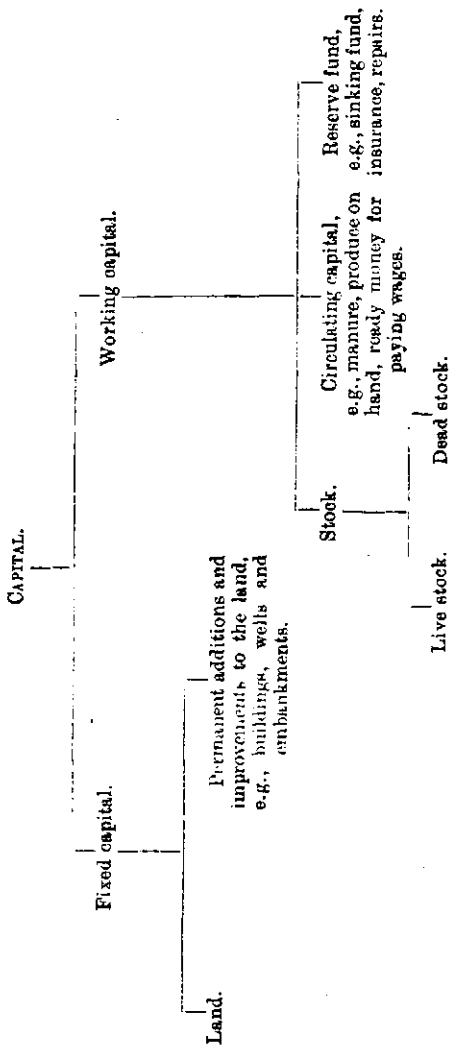 CAPITAL.
Fixed capital.
Working capital.
Land.
Permanent additions and
improvements to the land,
e.g., buildings, wells and
embankments.
Stock.
Circulating capital,
e.g., manure, produce on
hand, ready money for
paying wages.
Reserve fund,
e.g., sinking fund,
insurance, repairs.
Live stock.
Dead stock.